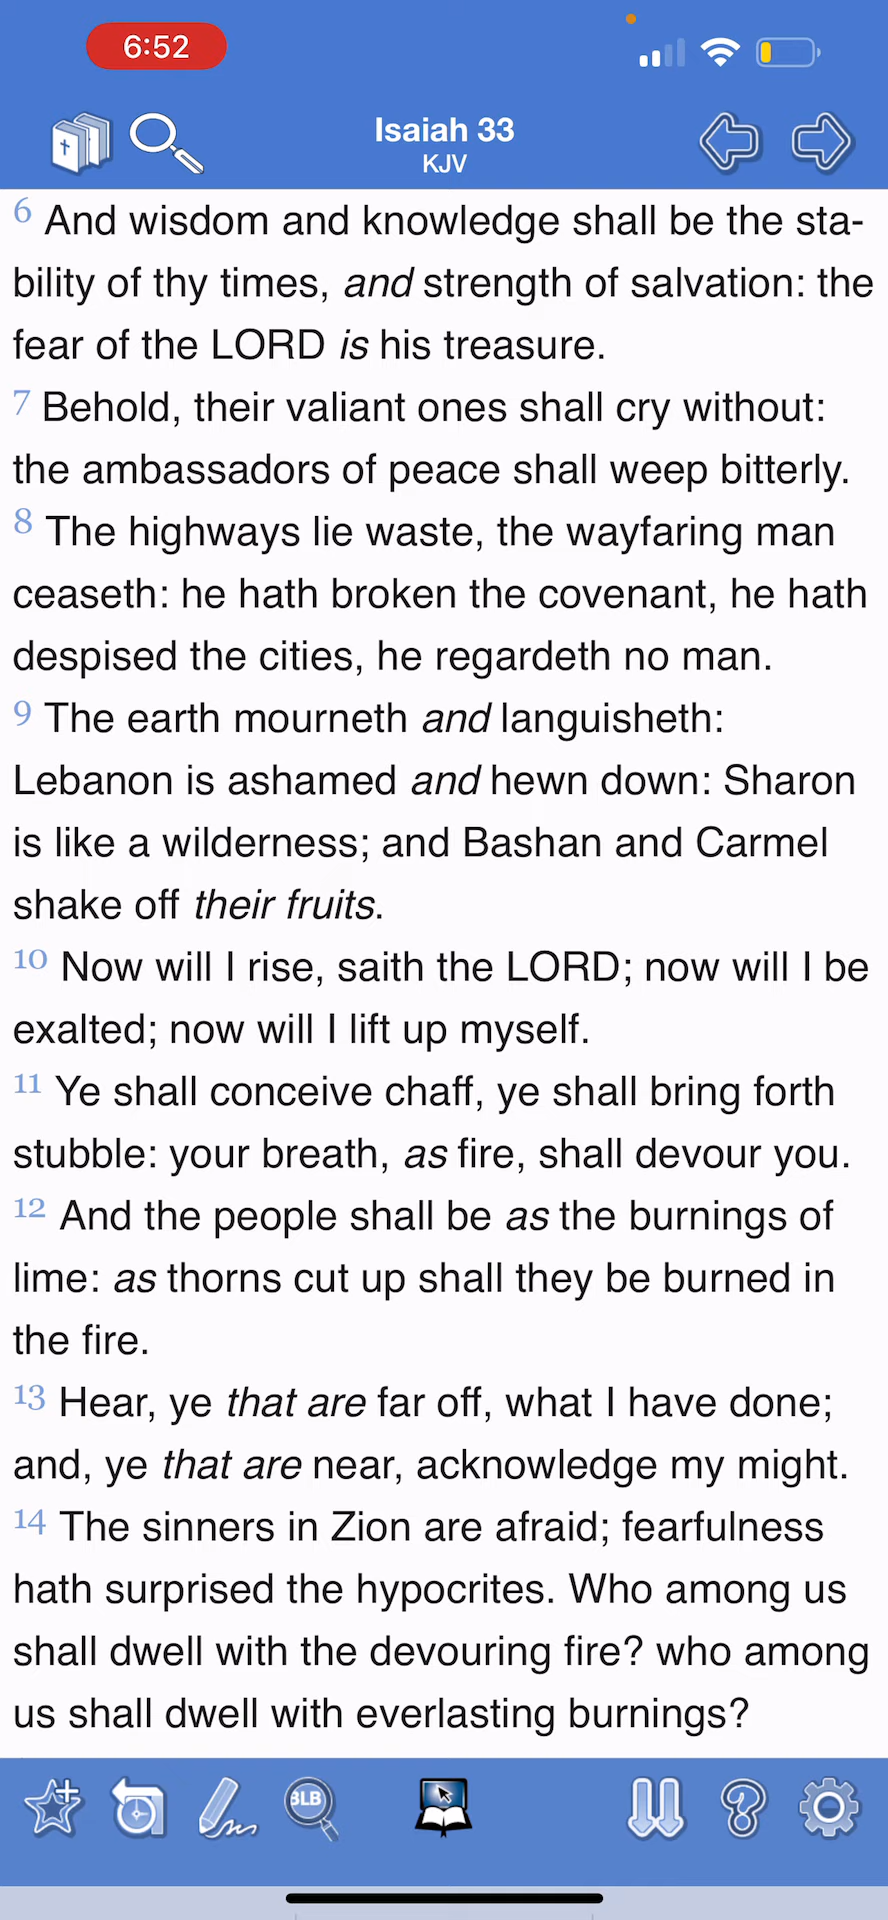 6:52
Isaiah 33
KJV
6 And wisdom and knowledge shall be the sta-
bility of thy times, and strength of salvation: the
fear of the LORD is his treasure.
7 Behold, their valiant ones shall cry without:
the ambassadors of peace shall weep bitterly.
8 The highways lie waste, the wayfaring man
ceaseth: he hath broken the covenant, he hath
despised the cities, he regardeth no man.
9 The earth mourneth and languisheth:
Lebanon is ashamed and hewn down: Sharon
is like a wilderness; and Bashan and Carmel
shake off their fruits.
10 Now will I rise, saith the LORD; now will I be
exalted; now will I lift up myself.
11 Ye shall conceive chaff, ye shall bring forth
stubble: your breath, as fire, shall devour you.
12 And the people shall be as the burnings of
lime: as thorns cut up shall they be burned in
the fire.
13 Hear, ye that are far off, what I have done;
and, ye that are near, acknowledge my might.
14 The sinners in Zion are afraid; fearfulness
hath surprised the hypocrites. Who among us
shall dwell with the devouring fire? who among
us shall dwell with everlasting burnings?
BLB